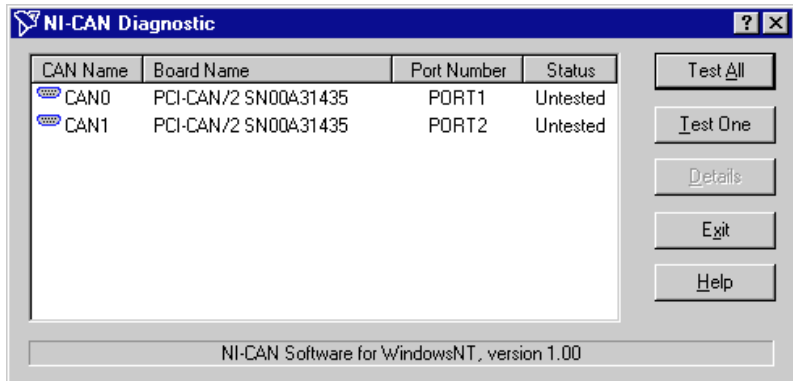 NI-CAN Diagnostic
CAN Name Board Name Port Number Status
CAN0 PCI-CAN/2 SN00A31435 PORT1 Untested
CAN1 PCI-CAN/2 SN00A31435 PORT2 Untested
Test All
Test One
Details
Exit
Help
NI-CAN Software for WindowsNT, version 1.00